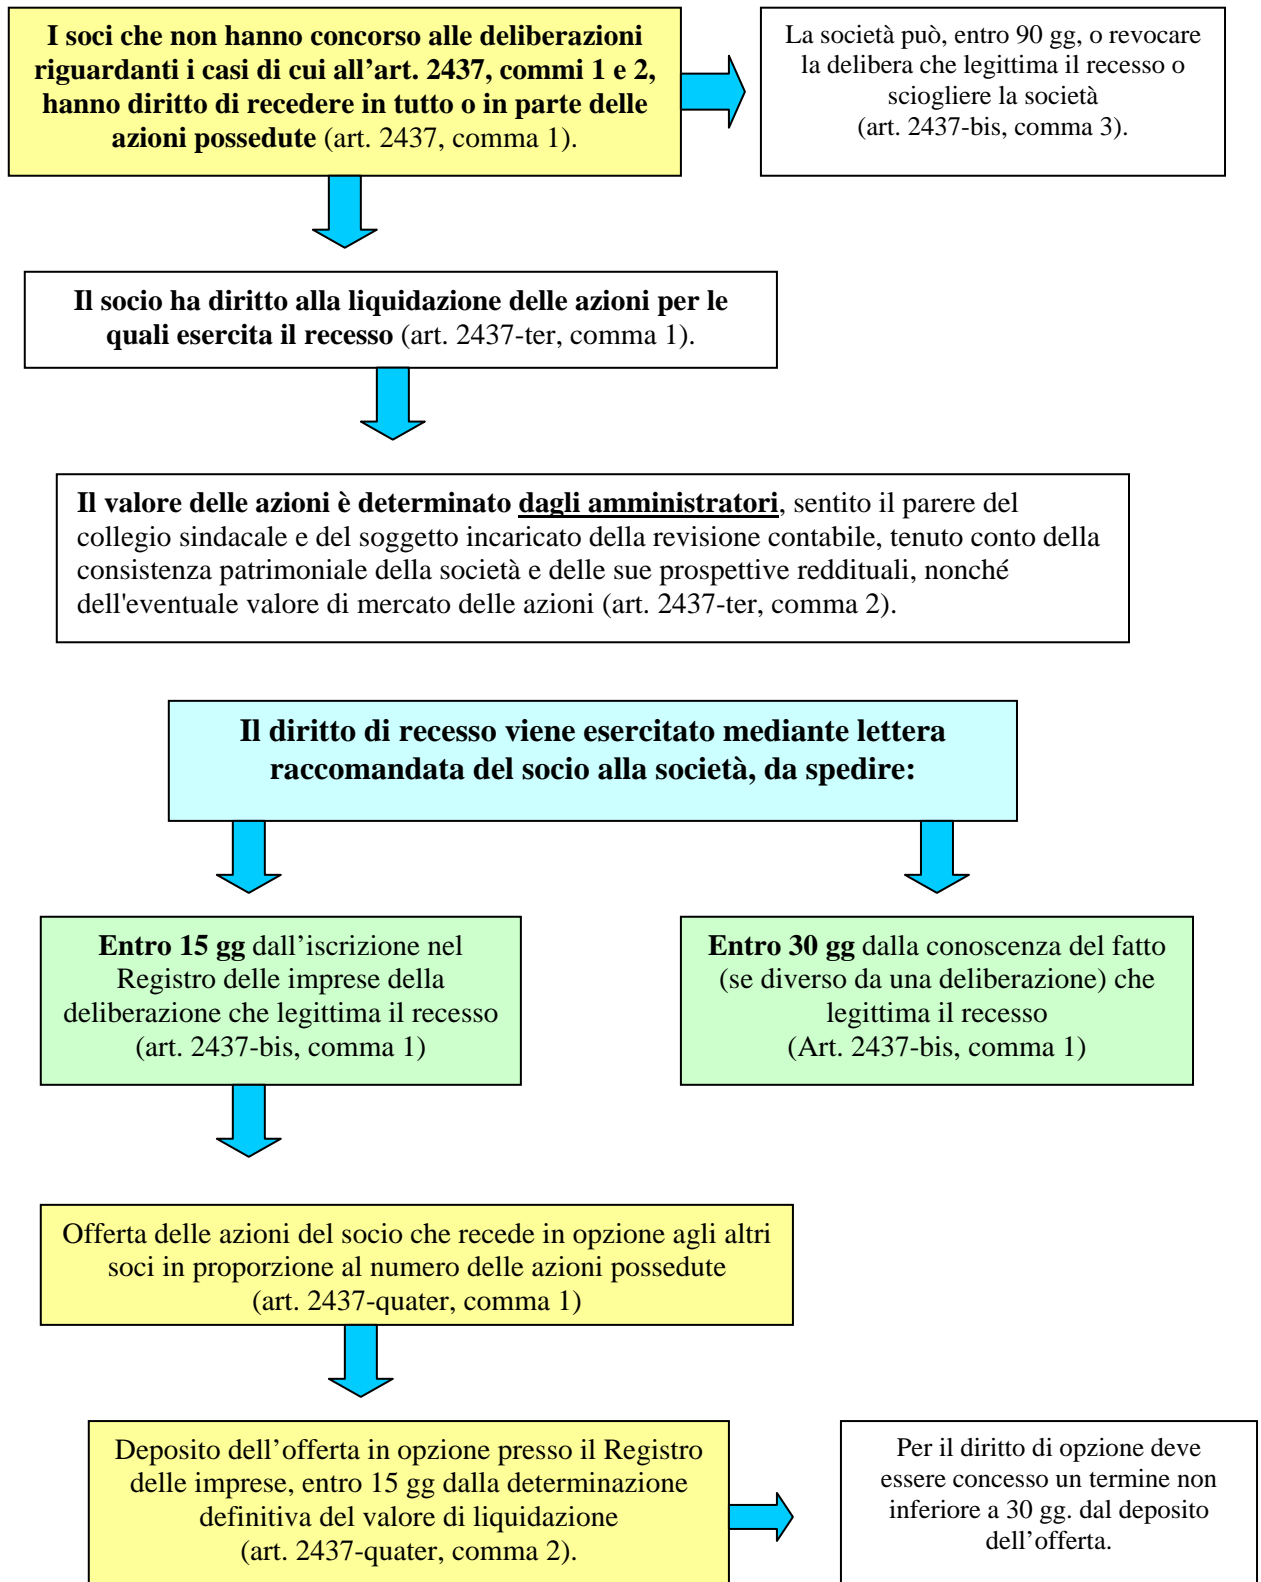 I soci che non hanno concorso alle deliberazioni
riguardanti i casi di cui all'art. 2437, commi 1 e 2,
hanno diritto di recedere in tutto o in parte delle
azioni possedute (art. 2437, comma 1).
La società può, entro 90 gg, o revocare
la delibera che legittima il recesso o
sciogliere la società
(art. 2437-bis, comma 3).
Il socio ha diritto alla liquidazione delle azioni per le
quali esercita il recesso (art. 2437-ter, comma 1).
Il valore delle azioni è determinato dagli amministratori, sentito il parere del
collegio sindacale e del soggetto incaricato della revisione contabile, tenuto conto della
consistenza patrimoniale della società e delle sue prospettive reddituali, nonché
dell'eventuale valore di mercato delle azioni (art. 2437-ter, comma 2).
Il diritto di recesso viene esercitato mediante lettera
raccomandata del socio alla società, da spedire:
Entro 15 gg dall'iscrizione nel
Registro delle imprese della
deliberazione che legittima il recesso
(art. 2437-bis, comma 1)
Entro 30 gg dalla conoscenza del fatto
(se diverso da una deliberazione) che
legittima il recesso
(Art. 2437-bis, comma 1)
Offerta delle azioni del socio che recede in opzione agli altri
soci in proporzione al numero delle azioni possedute
(art. 2437-quater, comma 1)
Deposito dell'offerta in opzione presso il Registro
delle imprese, entro 15 gg dalla determinazione
definitiva del valore di liquidazione
(art. 2437-quater, comma 2).
Per il diritto di opzione deve
essere concesso un termine non
inferiore a 30 gg. dal deposito
dell'offerta.